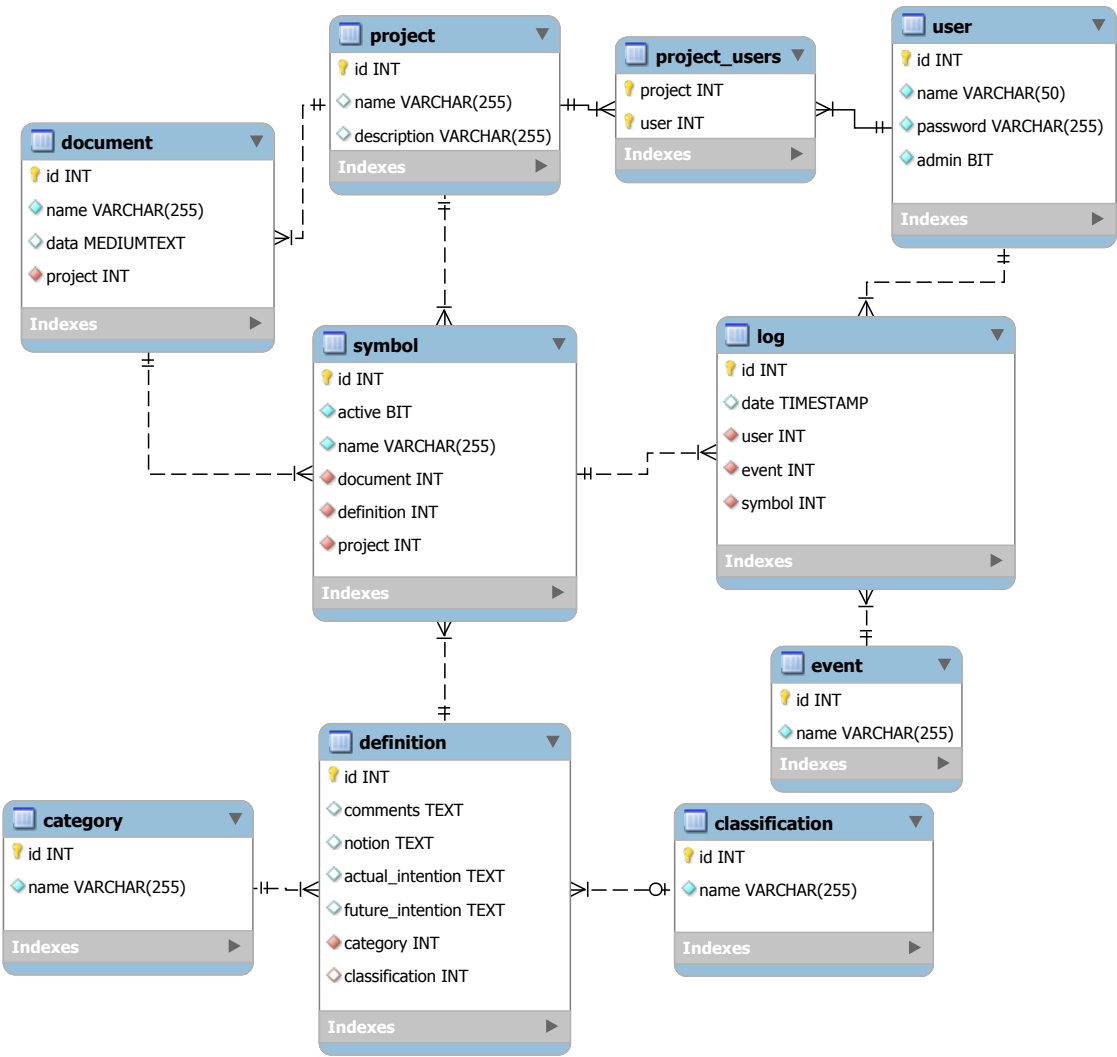 project
id INT
name VARCHAR(255)
description VARCHAR(255)
Indexes
project_users
project INT
user INT
Indexes
user
id INT
name VARCHAR(50)
password VARCHAR(255)
admin BIT
Indexes
document
id INT
name VARCHAR(255)
data MEDIUMTEXT
project INT
Indexes
symbol
id INT
active BIT
name VARCHAR(255)
document INT
definition INT
project INT
Indexes
log
id INT
date TIMESTAMP
user INT
event INT
symbol INT
Indexes
event
id INT
name VARCHAR(255)
Indexes
definition
id INT
comments TEXT
notion TEXT
actual_intention TEXT
future_intention TEXT
category INT
classification INT
Indexes
category
id INT
name VARCHAR(255)
Indexes
classification
id INT
name VARCHAR(255)
Indexes